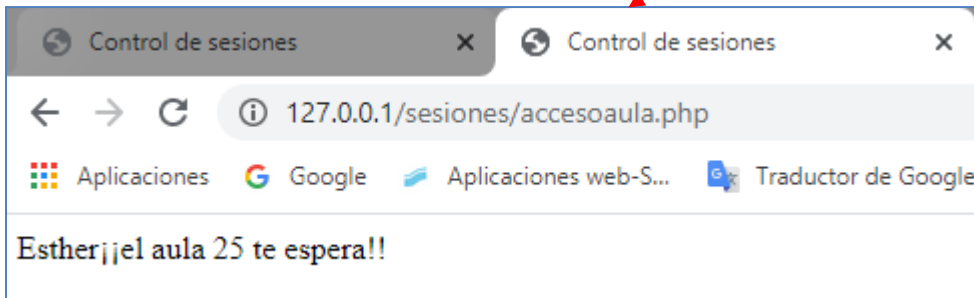 Control de sesiones Control de sesiones
127.0.0.1/sesiones/accesoaula.php
Aplicaciones Google Aplicaciones web-S... Traductor de Google
Esther¡¡el aula 25 te espera!!